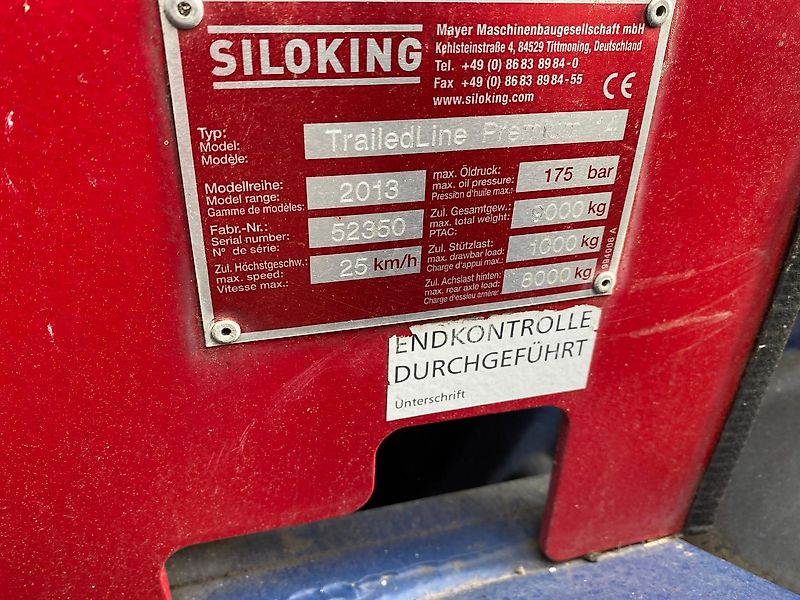 SILOKING
Mayer Maschinenbaugesellschaft mbH
Kehlsteinstraße 4, 84529 Tittmoning, Deutschland
Tel. +49 (0) 86 83 89 84-0
Fax +49 (0) 86 83 89 84-55
www.siloking.com
CE
Typ:
Model:
Modèle:
TrailedLine Premium 14
Modellreihe:
Model range:
Gamme de modèles:
2013
Fabr.-Nr.:
Serial number:
N° de série:
52350
Zul. Höchstgeschw.:
max. speed:
Vitesse max.:
25 km/h
max. Öldruck:
max. oil pressure:
Pression d'huile max.:
175 bar
Zul. Gesamtgew.:
max. total weight:
PTAC:
9000 kg
Zul. Stützlast:
max. drawbar load:
Charge d'appui max.:
1000 kg
Zul. Achslast hinten:
max. rear axle load:
Charge d'essieu arrière:
8000 kg
994006 A
ENDKONTROLLE
DURCHGEFÜHRT
Unterschrift